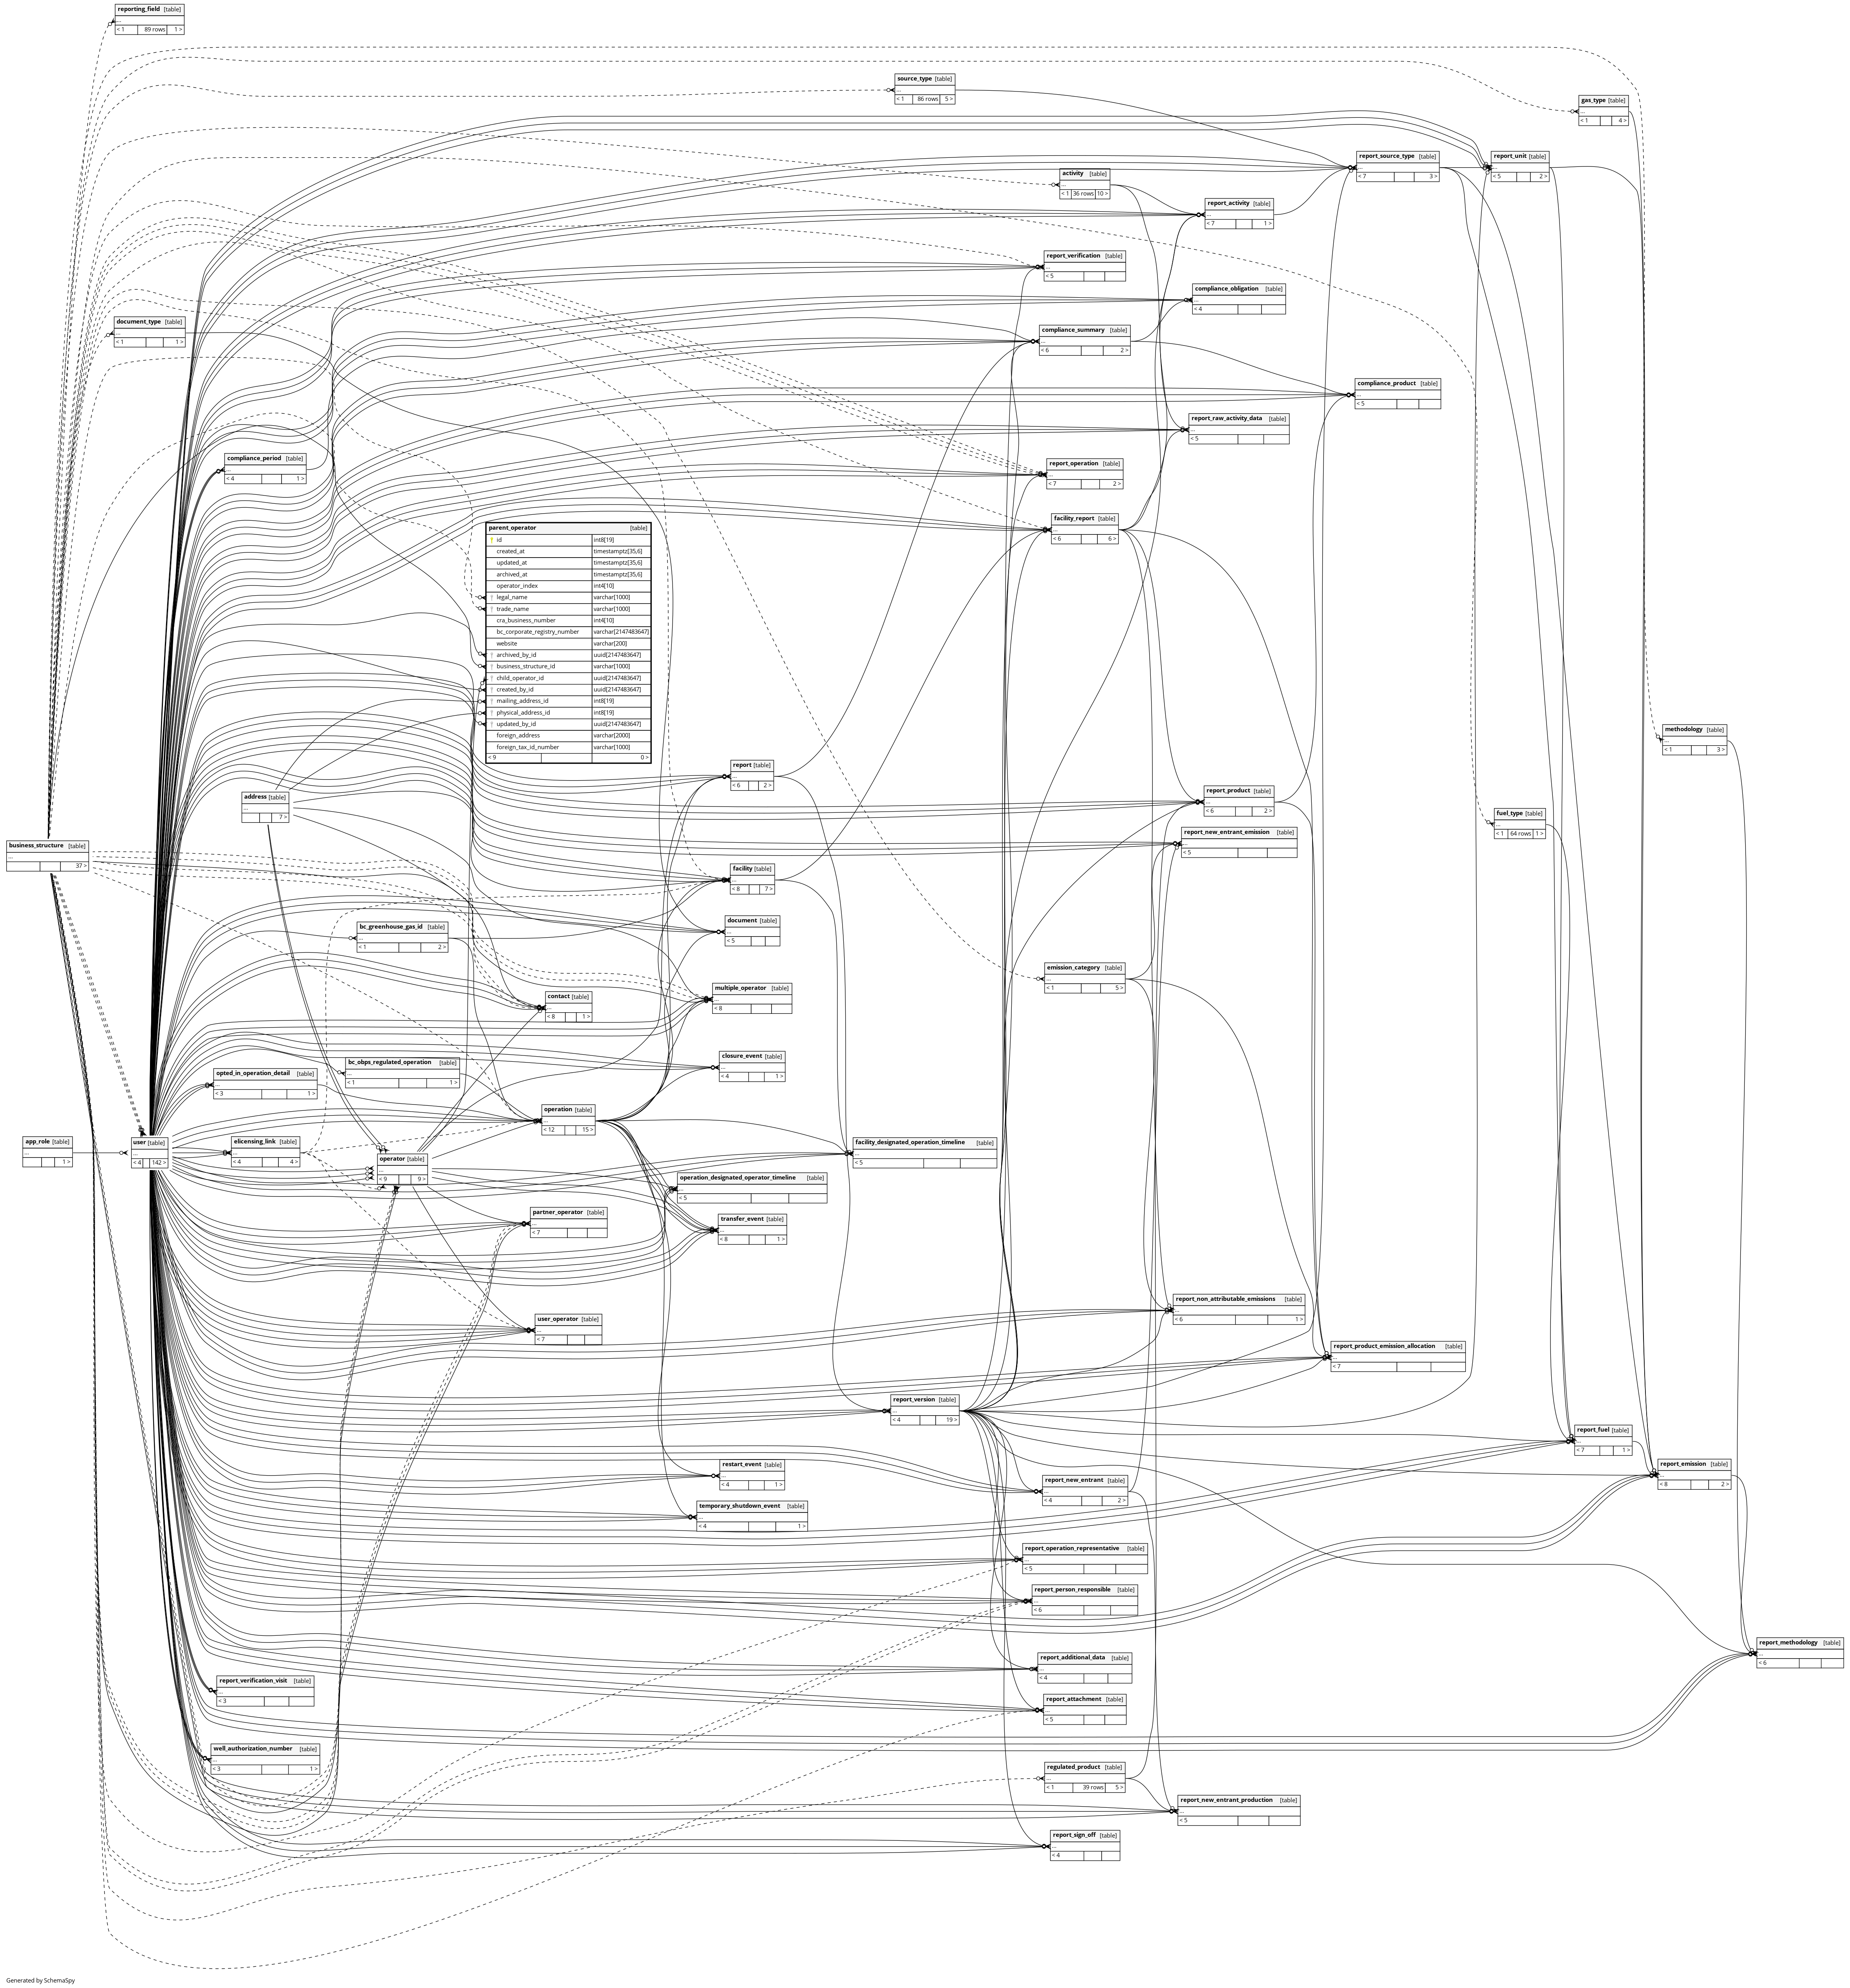 reporting_field [table]
...
< 1 89 rows 1 >
source_type [table]
...
< 1 86 rows 5 >
gas_type [table]
...
< 1 4 >
report_source_type [table]
...
< 7 3 >
report_unit [table]
...
< 5 2 >
activity [table]
...
< 1 36 rows 10 >
report_activity [table]
...
< 7 1 >
report_verification [table]
...
< 5
compliance_obligation [table]
...
< 4
document_type [table]
...
< 1 1 >
compliance_summary [table]
...
< 6 2 >
compliance_product [table]
...
< 5
report_raw_activity_data [table]
...
< 5
compliance_period [table]
...
< 4 1 >
report_operation [table]
...
< 7 2 >
facility_report [table]
...
< 6 6 >
parent_operator [table]
id int8[19]
created_at timestamptz[35,6]
updated_at timestamptz[35,6]
archived_at timestamptz[35,6]
operator_index int4[10]
legal_name varchar[1000]
trade_name varchar[1000]
cra_business_number int4[10]
bc_corporate_registry_number varchar[2147483647]
website varchar[200]
archived_by_id uuid[2147483647]
business_structure_id varchar[1000]
child_operator_id uuid[2147483647]
created_by_id uuid[2147483647]
mailing_address_id int8[19]
physical_address_id int8[19]
updated_by_id uuid[2147483647]
foreign_address varchar[2000]
foreign_tax_id_number varchar[1000]
< 9 0 >
methodology [table]
...
< 1 3 >
report [table]
...
< 6 2 >
address [table]
...
7 >
report_product [table]
...
< 6 2 >
fuel_type [table]
...
< 1 64 rows 1 >
report_new_entrant_emission [table]
...
< 5
business_structure [table]
...
37 >
facility [table]
...
< 8 7 >
document [table]
...
< 5
bc_greenhouse_gas_id [table]
...
< 1 2 >
emission_category [table]
...
< 1 5 >
multiple_operator [table]
...
< 8
contact [table]
...
< 8 1 >
closure_event [table]
...
< 4 1 >
bc_obps_regulated_operation [table]
...
< 1 1 >
opted_in_operation_detail [table]
...
< 3 1 >
operation [table]
...
< 12 15 >
app_role [table]
...
1 >
user [table]
...
< 4 142 >
elicensing_link [table]
...
< 4 4 >
operator [table]
...
< 9 9 >
facility_designated_operation_timeline [table]
...
< 5
operation_designated_operator_timeline [table]
...
< 5
partner_operator [table]
...
< 7
transfer_event [table]
...
< 8 1 >
report_non_attributable_emissions [table]
...
< 6 1 >
user_operator [table]
...
< 7
report_product_emission_allocation [table]
...
< 7
report_version [table]
...
< 4 19 >
report_fuel [table]
...
< 7 1 >
restart_event [table]
...
< 4 1 >
report_emission [table]
...
< 8 2 >
report_new_entrant [table]
...
< 4 2 >
temporary_shutdown_event [table]
...
< 4 1 >
report_operation_representative [table]
...
< 5
report_person_responsible [table]
...
< 6
report_methodology [table]
...
< 6
report_additional_data [table]
...
< 4
report_verification_visit [table]
...
< 3
report_attachment [table]
...
< 5
well_authorization_number [table]
...
< 3 1 >
regulated_product [table]
...
< 1 39 rows 5 >
report_new_entrant_production [table]
...
< 5
report_sign_off [table]
...
< 4
Generated by SchemaSpy